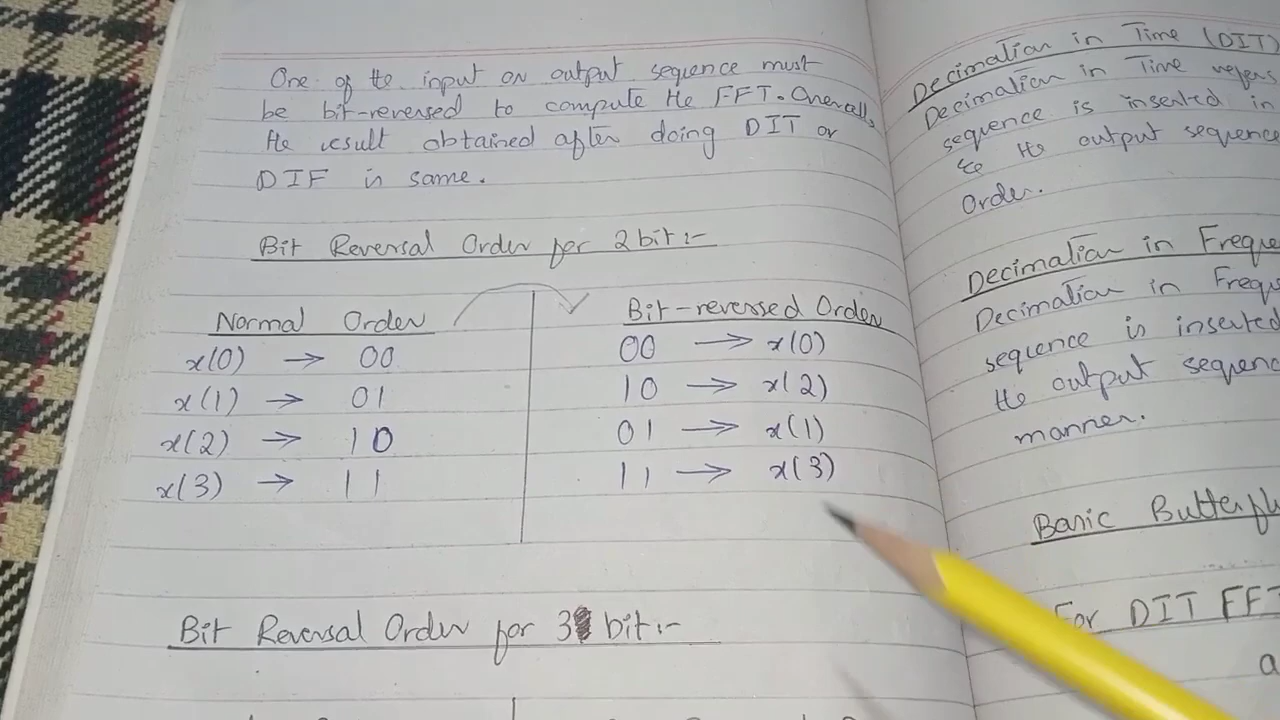 One of the input or output sequence must
be bit-reversed to compute the FFT. Overall,
the result obtained after doing DIT or
DIF is same.
Bit Reversal Order for 2 bit:-
Normal Order
x(0) → 00
x(1) → 01
x(2) → 10
x(3) → 11
Bit-reversed Order
00 → x(0)
10 → x(2)
01 → x(1)
11 → x(3)
Bit Reversal Order for 3 bit:-
Decimation in Time (DIT)
Decimation in Time refers
sequence is inserted in
to the output sequence
Order.
Decimation in Freque
Decimation in Frequ
sequence is inserted
the output sequenc
manner.
Basic Butterfl
For DIT FFT
a